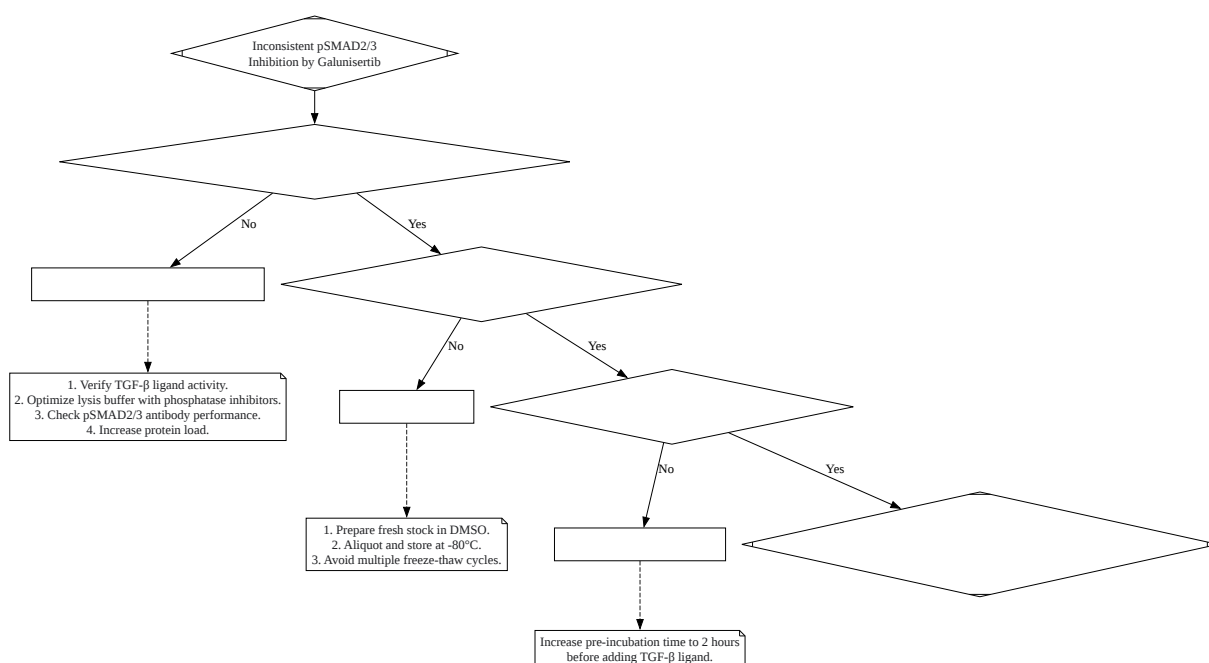 Inconsistent pSMAD2/3
Inhibition by Galunisertib
No
Yes
No
Yes
1. Verify TGF-β ligand activity.
2. Optimize lysis buffer with phosphatase inhibitors.
3. Check pSMAD2/3 antibody performance.
4. Increase protein load.
No
Yes
1. Prepare fresh stock in DMSO.
2. Aliquot and store at -80°C.
3. Avoid multiple freeze-thaw cycles.
Increase pre-incubation time to 2 hours
before adding TGF-β ligand.